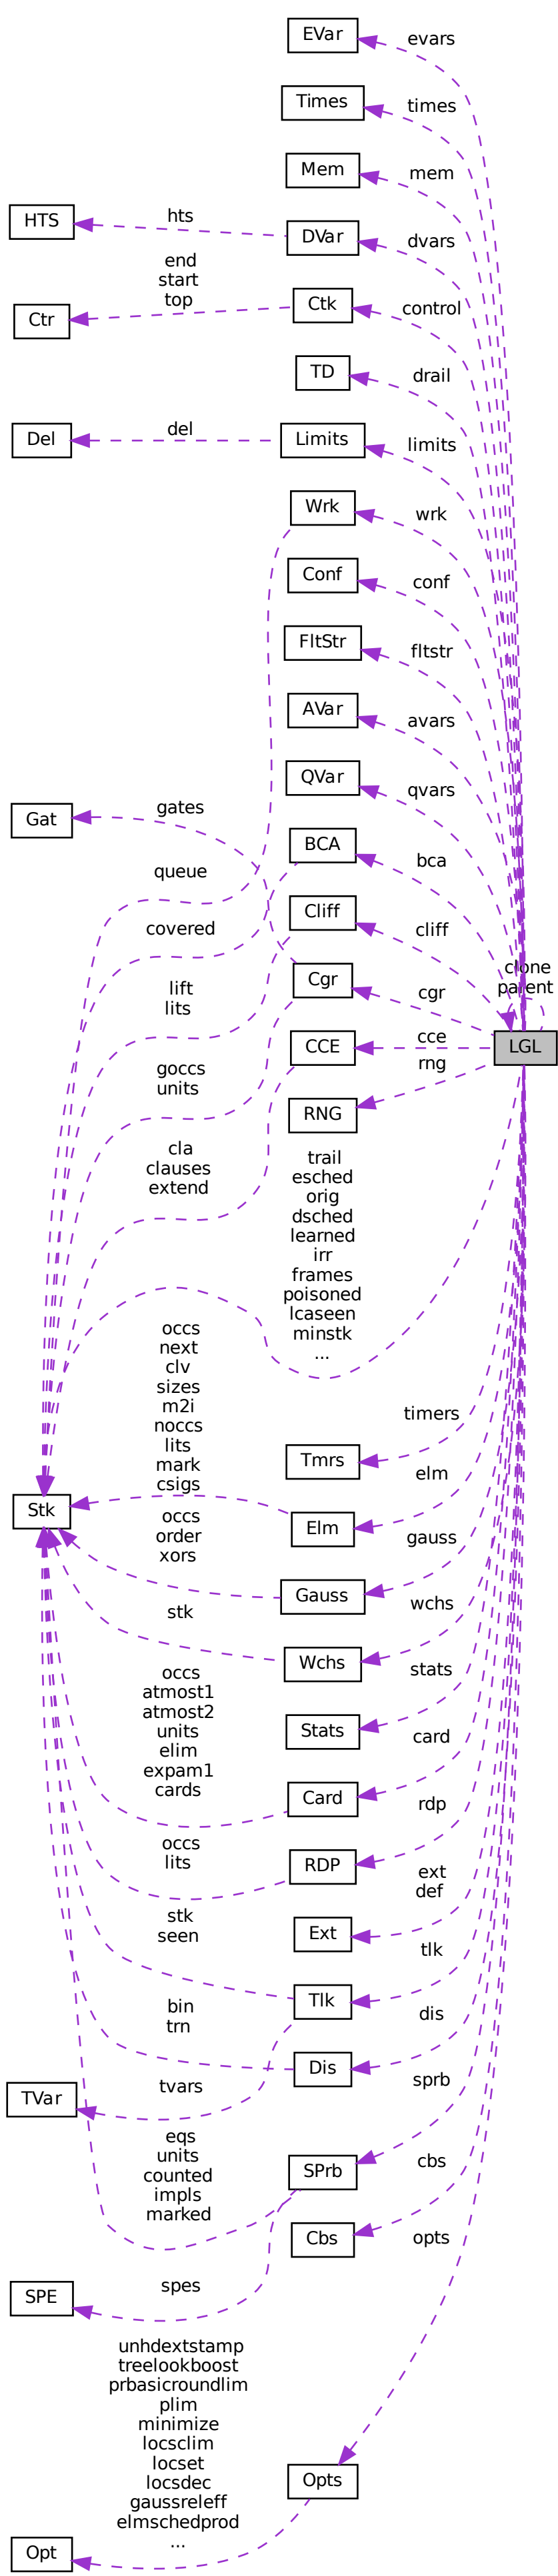 EVar
evars
Times
times
Mem
mem
HTS
hts
DVar
dvars
end
start
top
Ctr
Ctk
control
TD
drail
Del
del
Limits
limits
Wrk
wrk
Conf
conf
FltStr
fltstr
AVar
avars
QVar
qvars
Gat
gates
BCA
bca
queue
Cliff
cliff
covered
Cgr
cgr
lift
lits
clone
parent
LGL
CCE
cce
rng
goccs
units
RNG
cla
clauses
extend
trail
esched
orig
dsched
learned
irr
frames
poisoned
lcaseen
minstk
...
occs
next
clv
sizes
m2i
noccs
lits
mark
csigs
timers
Tmrs
elm
Stk
Elm
occs
order
xors
gauss
Gauss
stk
wchs
Wchs
stats
Stats
occs
atmost1
atmost2
units
elim
expam1
cards
card
Card
rdp
RDP
occs
lits
ext
def
Ext
stk
seen
tlk
Tlk
bin
trn
dis
Dis
TVar
tvars
sprb
SPrb
eqs
units
counted
impls
marked
cbs
Cbs
opts
SPE
spes
unhdextstamp
treelookboost
prbasicroundlim
plim
minimize
locsclim
locset
locsdec
gaussreleff
elmschedprod
...
Opts
Opt